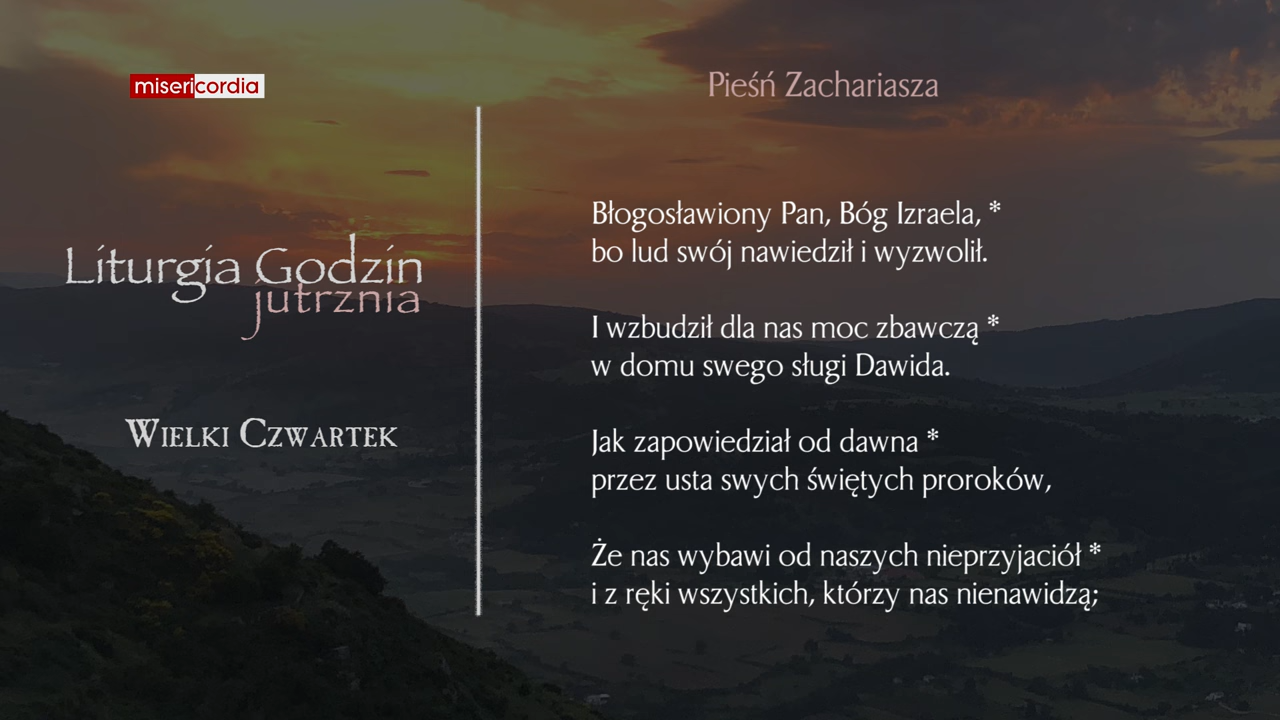 misericordia
Liturgia Godzin
jutrznia
Wielki Czwartek
Pieśń Zachariasza
Błogosławiony Pan, Bóg Izraela, *
bo lud swój nawiedził i wyzwolił.
I wzbudził dla nas moc zbawczą *
w domu swego sługi Dawida.
Jak zapowiedział od dawna *
przez usta swych świętych proroków,
Że nas wybawi od naszych nieprzyjaciół *
i z ręki wszystkich, którzy nas nienawidzą;